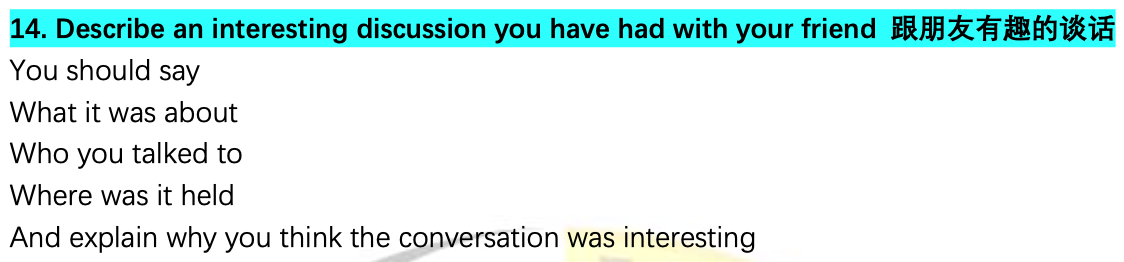 14. Describe an interesting discussion you have had with your friend 跟朋友有趣的谈话
You should say
What it was about
Who you talked to
Where was it held
And explain why you think the conversation was interesting